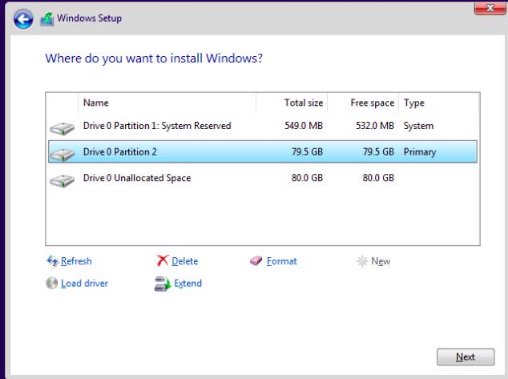 Windows Setup
Where do you want to install Windows?
Name Total size Free space Type
Drive 0 Partition 1: System Reserved 549.0 MB 532.0 MB System
Drive 0 Partition 2 79.5 GB 79.5 GB Primary
Drive 0 Unallocated Space 80.0 GB 80.0 GB
Refresh Delete Format New
Load driver Extend
Next